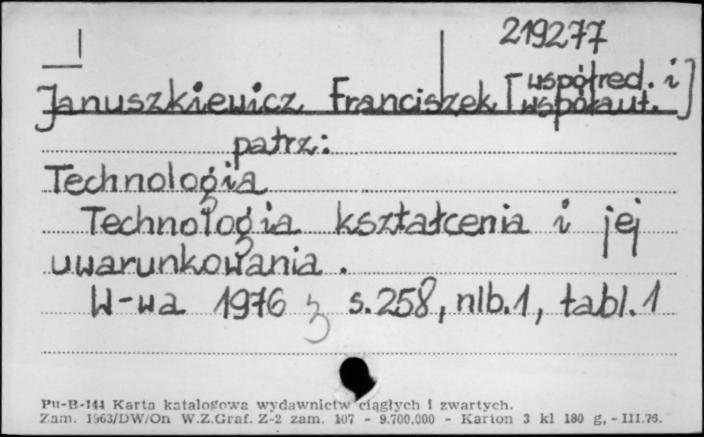 219277
Januszkiewicz Franciszek [współred. i
współaut.]
patrz:
Technologia
Technologia kształcenia i jej
uwarunkowania.
W-wa 1976 s. 258, nlb. 1, tabl. 1
Pu-B-144 Karta katalogowa wydawnictw ciągłych i zwartych.
Zam. 1563/DW/On W.Z.Graf. Z-2 zam. 107 - 9.700.000 - Karton 3 kl 180 g, - III.76.